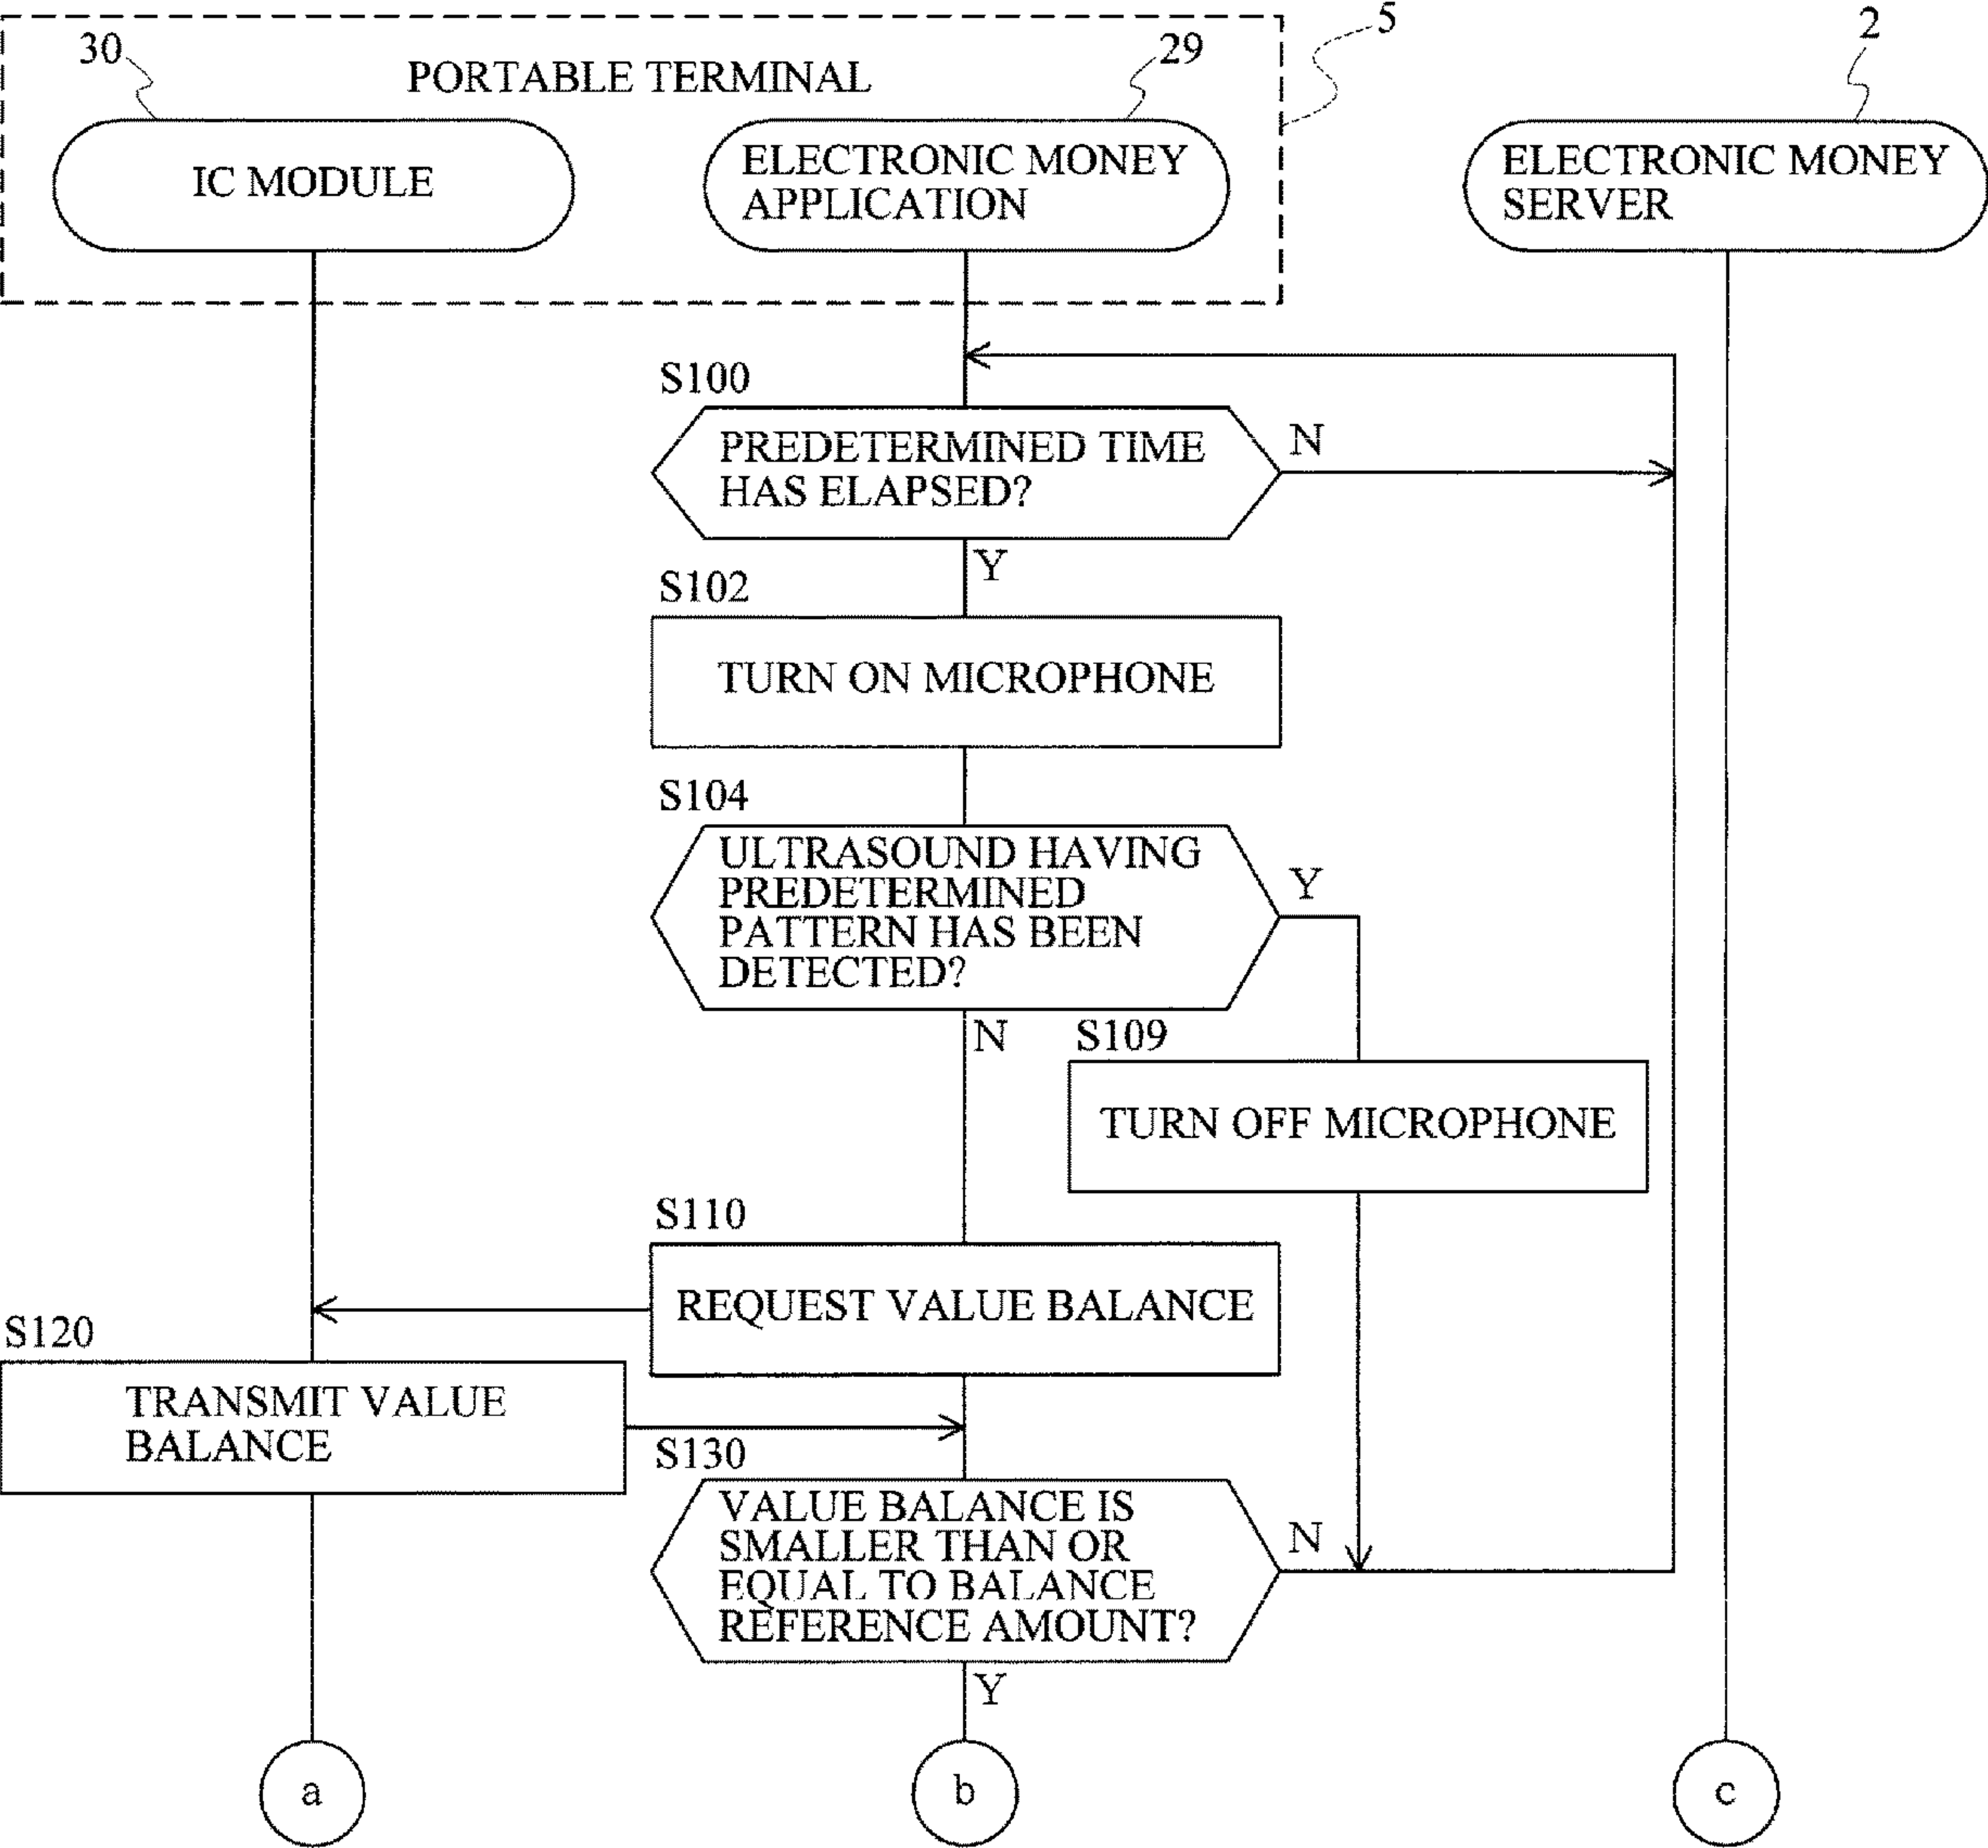 30
PORTABLE TERMINAL
29
5
2
IC MODULE
ELECTRONIC MONEY
APPLICATION
ELECTRONIC MONEY
SERVER
S100
PREDETERMINED TIME
HAS ELAPSED?
N
Y
S102
TURN ON MICROPHONE
S104
ULTRASOUND HAVING
PREDETERMINED
PATTERN HAS BEEN
DETECTED?
Y
N
S109
TURN OFF MICROPHONE
S110
REQUEST VALUE BALANCE
S120
TRANSMIT VALUE
BALANCE
S130
VALUE BALANCE IS
SMALLER THAN OR
EQUAL TO BALANCE
REFERENCE AMOUNT?
N
Y
a
b
c